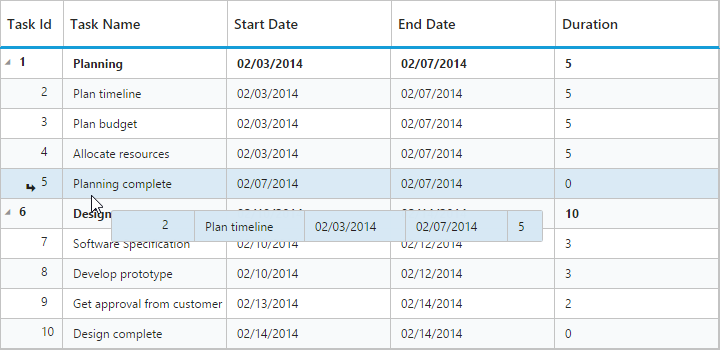 Task Id Task Name Start Date End Date Duration
1 Planning 02/03/2014 02/07/2014 5
2 Plan timeline 02/03/2014 02/07/2014 5
3 Plan budget 02/03/2014 02/07/2014 5
4 Allocate resources 02/03/2014 02/07/2014 5
5 Planning complete 02/07/2014 02/07/2014 0
6 10
2 Plan timeline 02/03/2014 02/07/2014 5
7 Software Specification 02/10/2014 02/12/2014 3
8 Develop prototype 02/10/2014 02/12/2014 3
9 Get approval from customer 02/13/2014 02/14/2014 2
10 Design complete 02/14/2014 02/14/2014 0